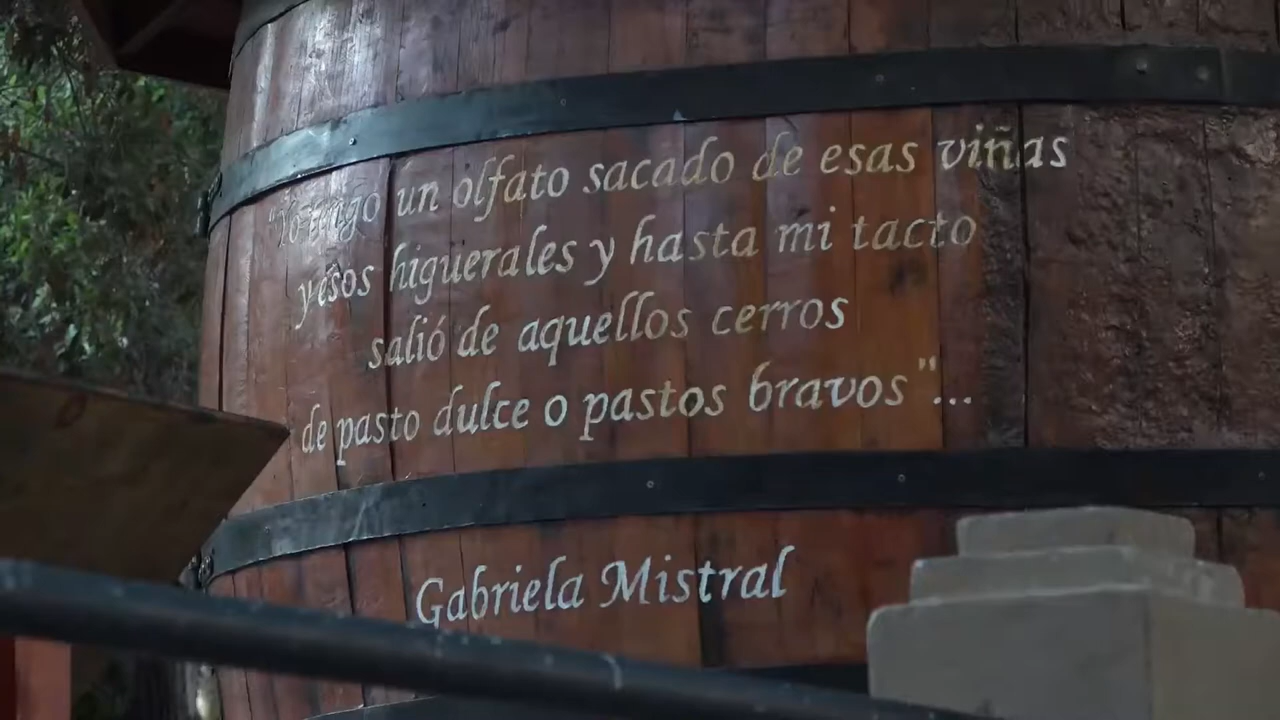 "Yo tengo un olfato sacado de esas viñas
y esos higuerales y hasta mi tacto
salió de aquellos cerros
de pasto dulce o pastos bravos"...
Gabriela Mistral